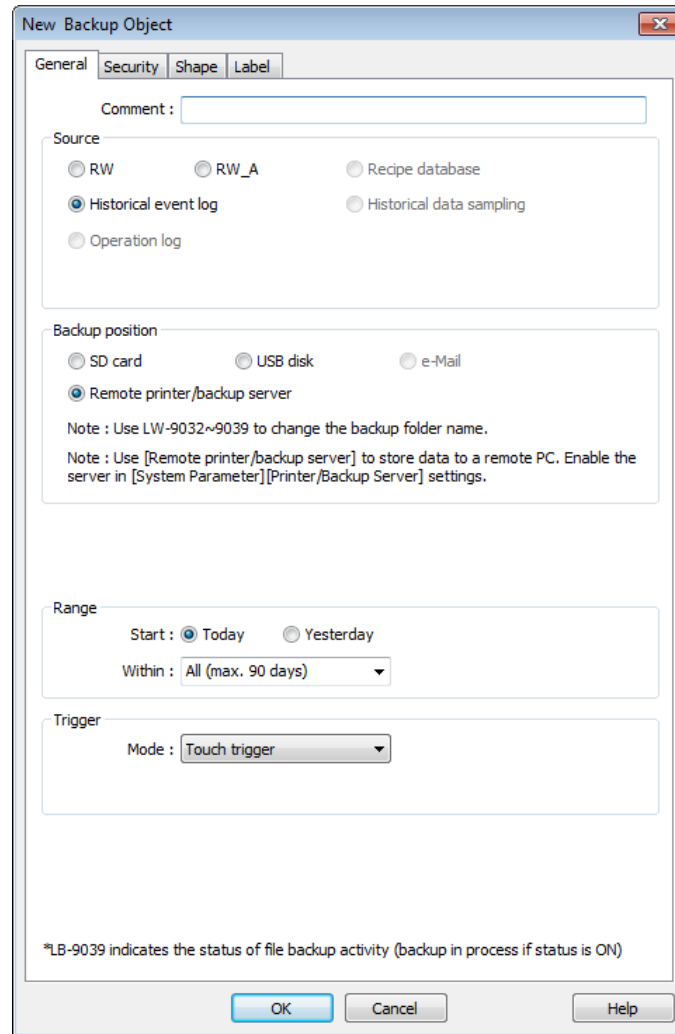 New Backup Object
General Security Shape Label
Comment :
Source
RW RW_A Recipe database
Historical event log Historical data sampling
Operation log
Backup position
SD card USB disk e-Mail
Remote printer/backup server
Note : Use LW-9032~9039 to change the backup folder name.
Note : Use [Remote printer/backup server] to store data to a remote PC. Enable the
server in [System Parameter][Printer/Backup Server] settings.
Range
Start : Today Yesterday
Within : All (max. 90 days)
Trigger
Mode : Touch trigger
*LB-9039 indicates the status of file backup activity (backup in process if status is ON)
OK Cancel Help